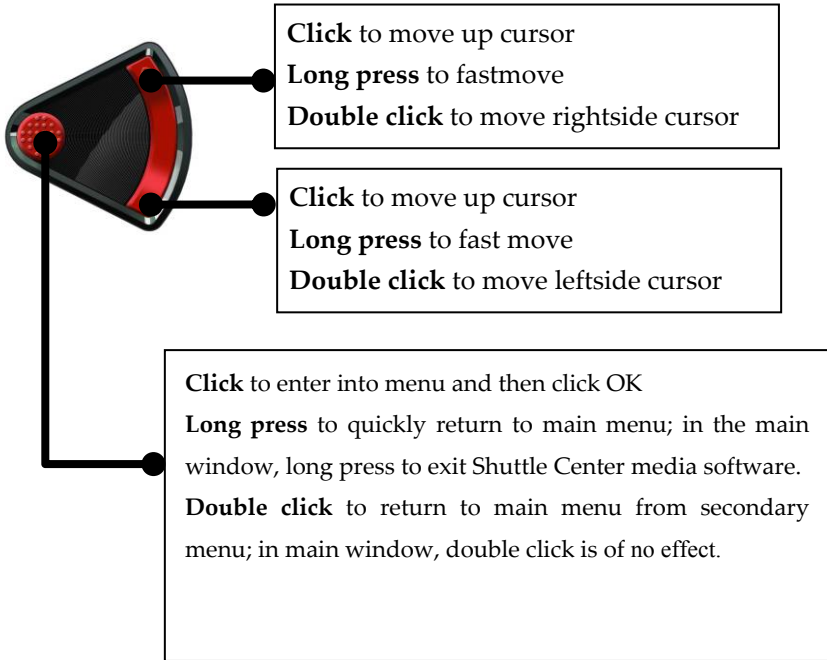 Click to move up cursor
Long press to fastmove
Double click to move rightside cursor
Click to move up cursor
Long press to fast move
Double click to move leftside cursor
Click to enter into menu and then click OK
Long press to quickly return to main menu; in the main
window, long press to exit Shuttle Center media software.
Double click to return to main menu from secondary
menu; in main window, double click is of no effect.